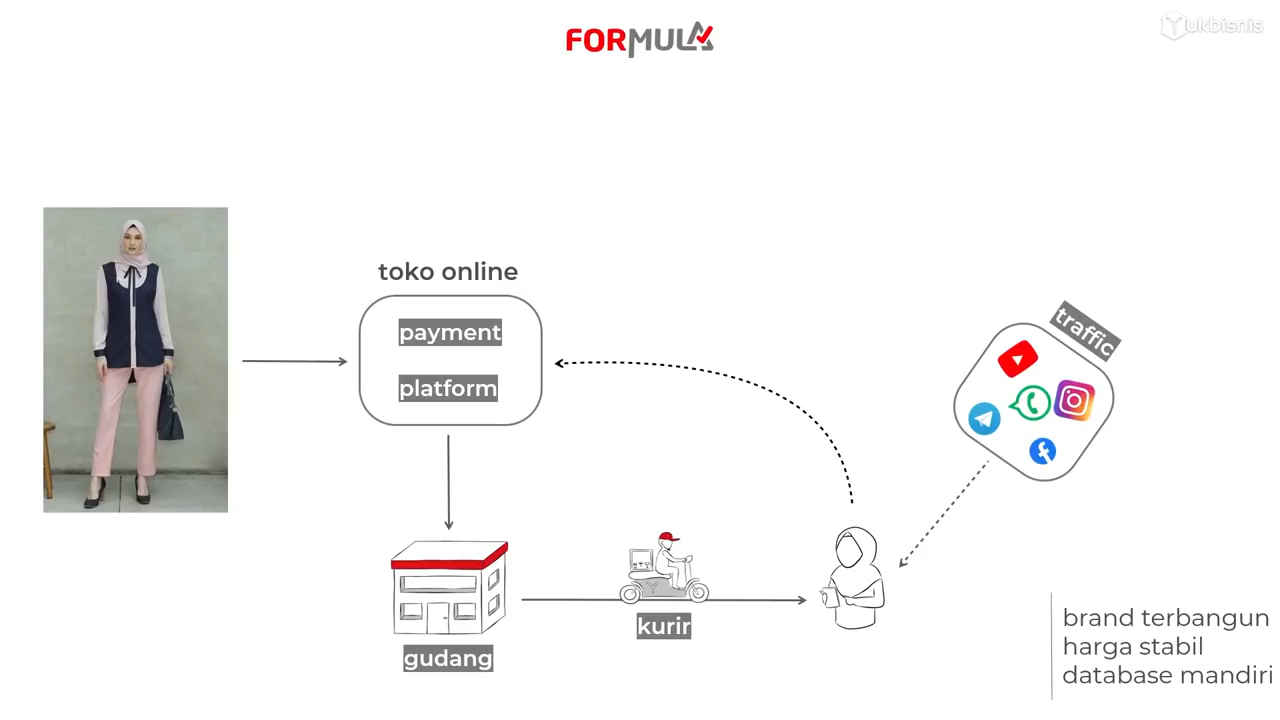 FORMULA
Yukbisnis
toko online
payment
platform
traffic
kurir
gudang
brand terbangun
harga stabil
database mandiri